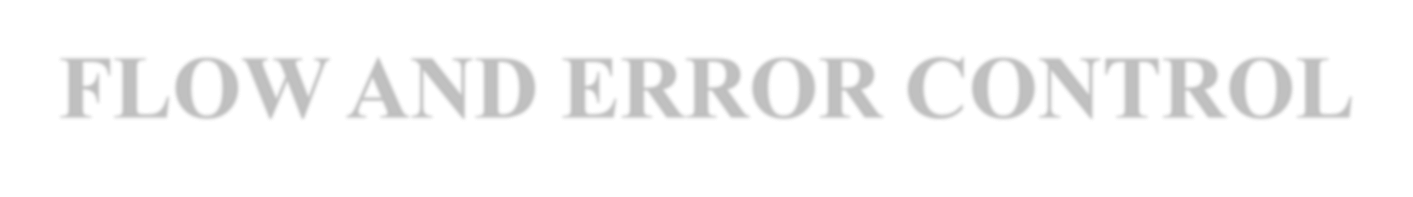 FLOW AND ERROR CONTROL